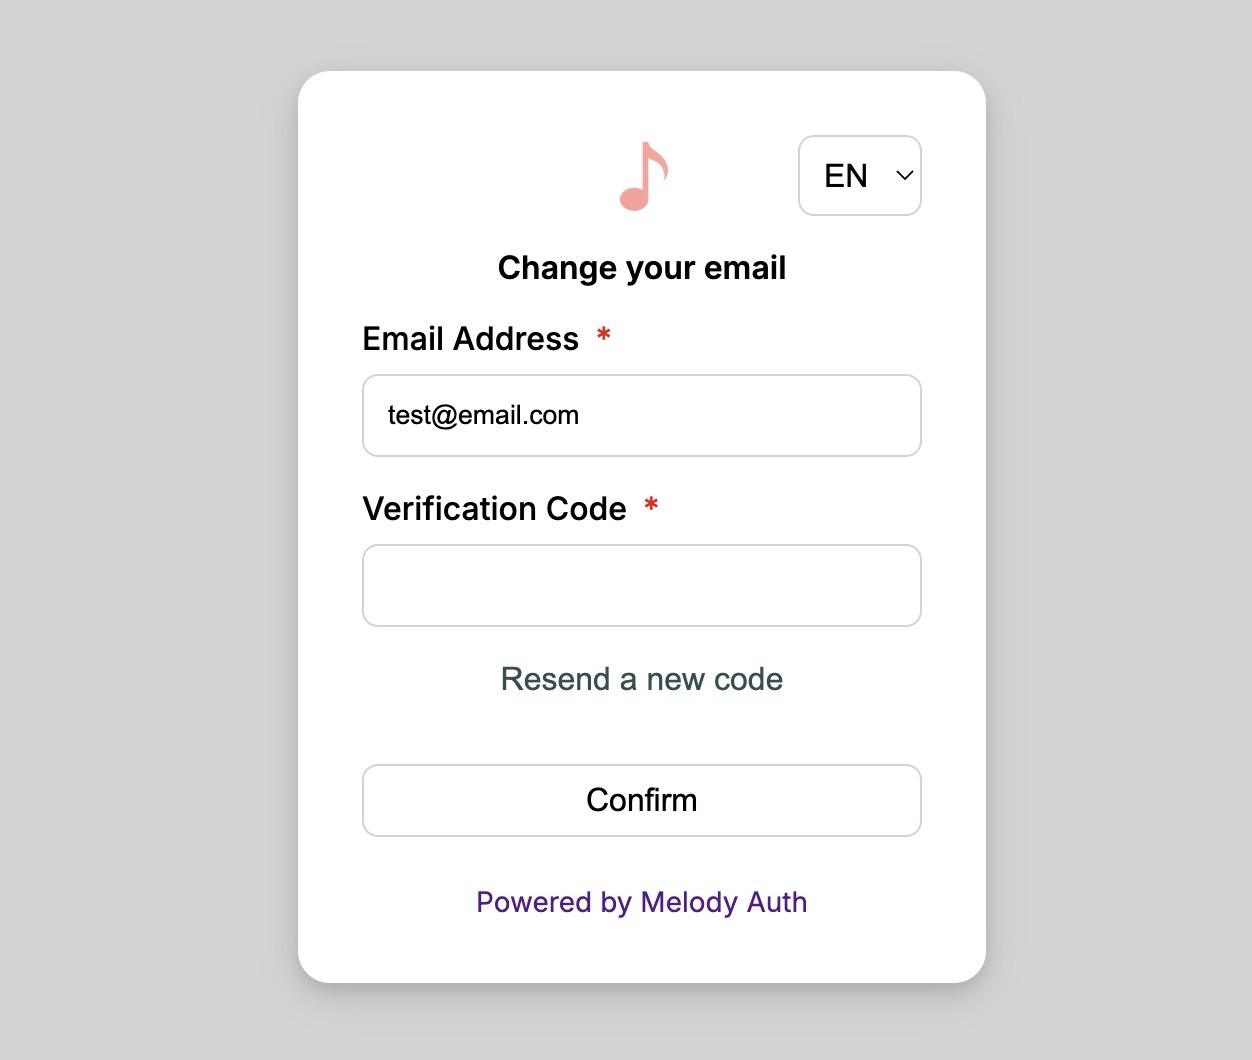 EN
Change your email
Email Address *
test@email.com
Verification Code *
Resend a new code
Confirm
Powered by Melody Auth